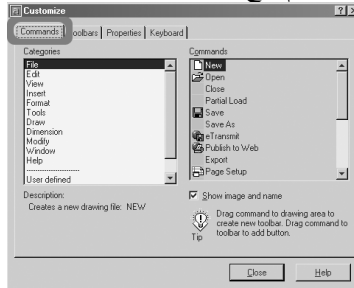 Customize
Commands Toolbars Properties Keyboard
Categories
File
Edit
View
Insert
Format
Tools
Draw
Dimension
Modify
Window
Help
User defined
Commands
New
Open
Close
Partial Load
Save
Save As
eTransmit
Publish to Web
Export
Page Setup
Description:
Creates a new drawing file: NEW
Show image and name
Tip
Drag command to drawing area to
create new toolbar. Drag command to
toolbar to add button.
Close
Help